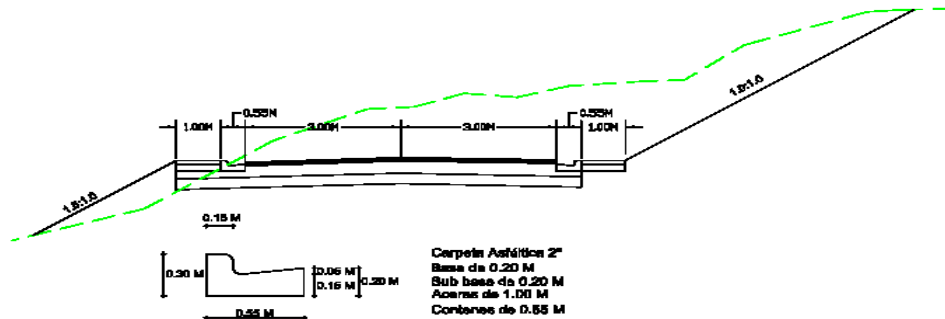 0.55M 0.55M
1.00M 3.00M 3.00M 1.00M
1.5:1.0
1.5:1.0
0.15 M
0.30 M
0.05 M
0.15 M
0.20 M
0.55 M
Carpeta Asfáltica 2"
Base de 0.20 M
Sub base de 0.20 M
Aceras de 1.00 M
Contenes de 0.55 M